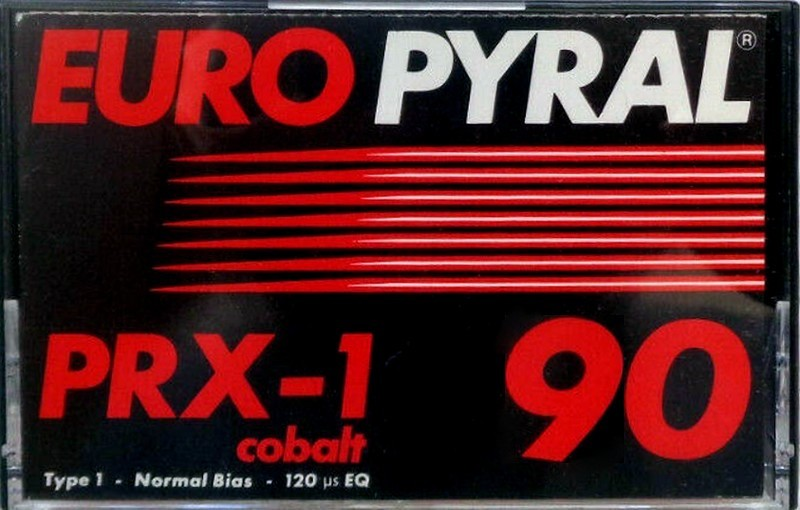 EURO PYRAL®
PRX-1 90
cobalt
Type 1 - Normal Bias - 120 µs EQ